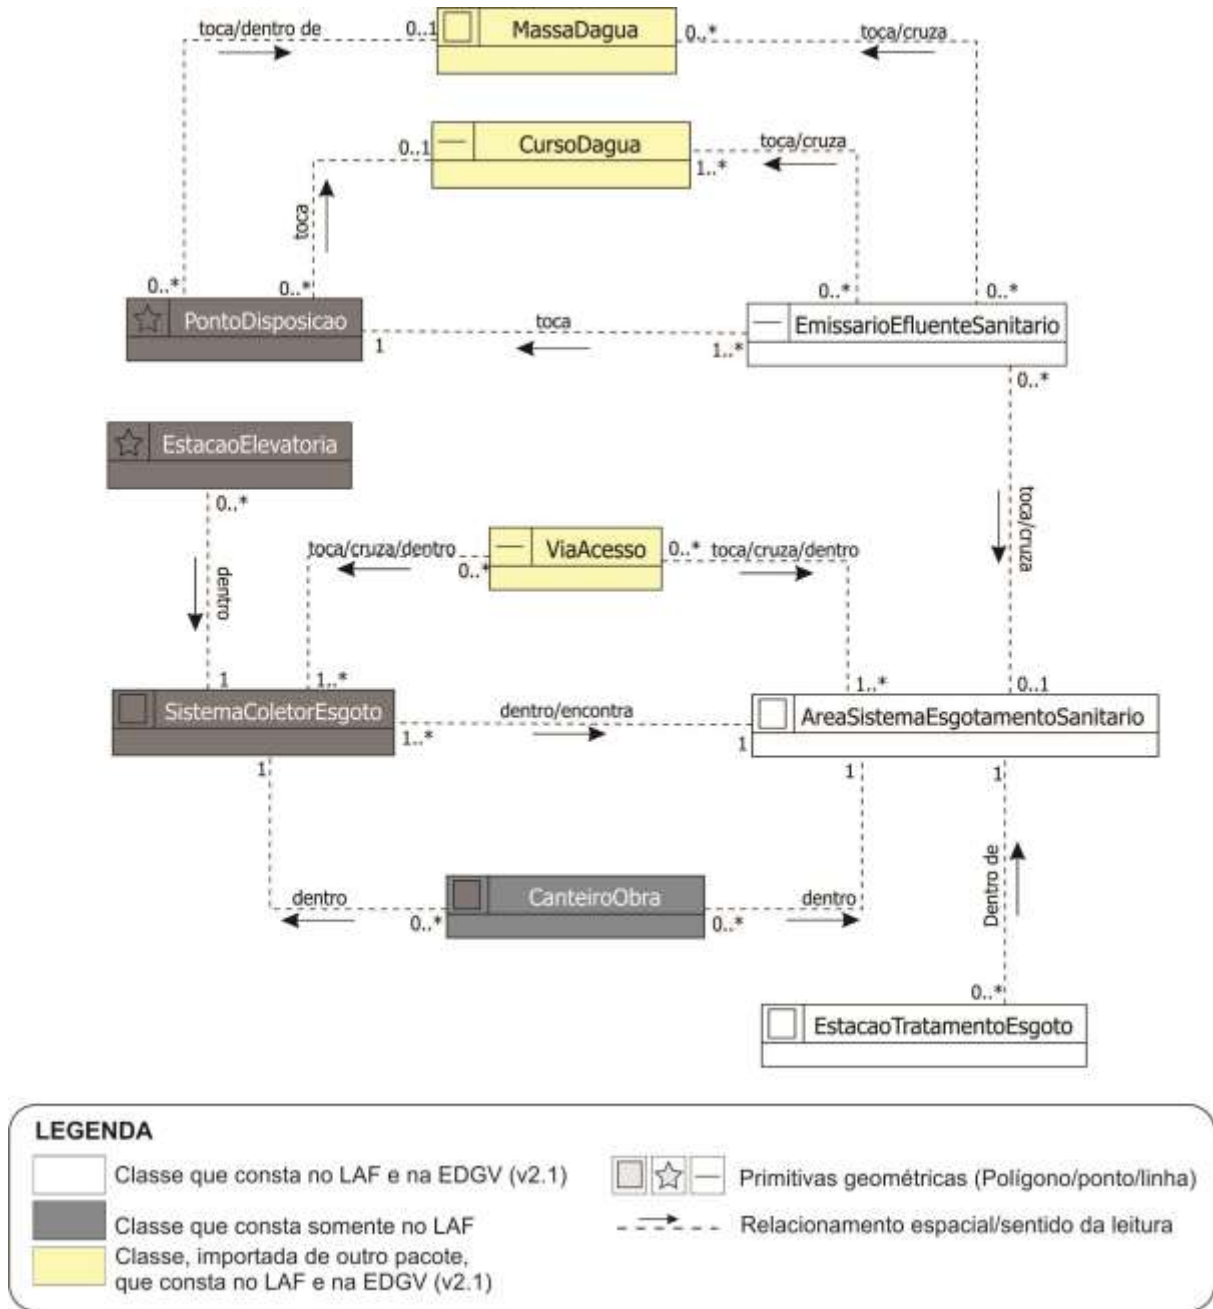 toca/dentro de
0..1
MassaDagua
0..*
toca/cruza
0..1
CursoDagua
toca/cruza
1..*
toca
0..*
0..*
0..*
0..*
PontoDisposicao
toca
EmissarioEfluenteSanitario
1
1..*
0..*
EstacaoElevatoria
0..*
toca/cruza/dentro
ViaAcesso
0..*
toca/cruza/dentro
0..*
toca/cruza
dentro
1
1..*
1..*
0..1
SistemaColetorEsgoto
dentro/encontra
AreaSistemaEsgotamentoSanitario
1..*
1
1
1
1
dentro
CanteiroObra
dentro
0..*
0..*
Dentro de
0..*
EstacaoTratamentoEsgoto
LEGENDA
Classe que consta no LAF e na EDGV (v2.1)
Primitivas geométricas (Polígono/ponto/linha)
Classe que consta somente no LAF
Relacionamento espacial/sentido da leitura
Classe, importada de outro pacote,
que consta no LAF e na EDGV (v2.1)